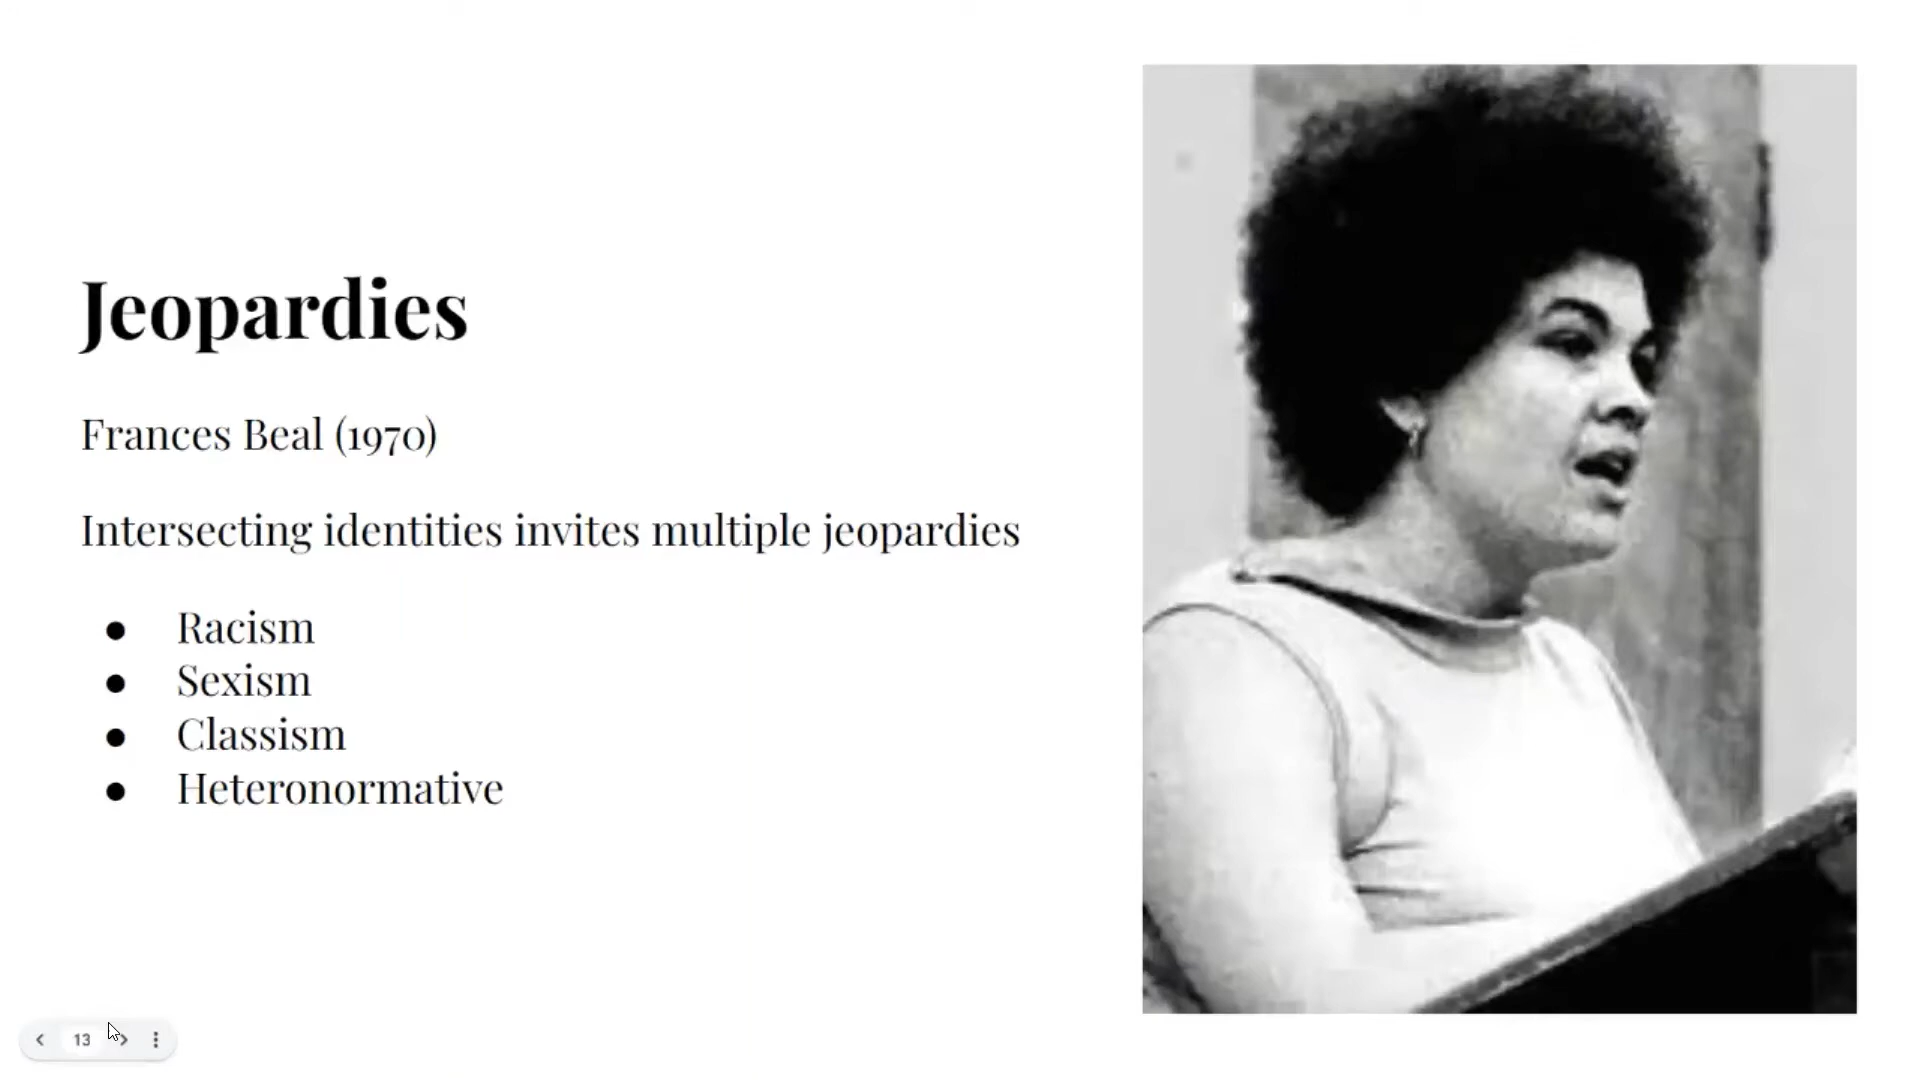 Jeopardies
Frances Beal (1970)
Intersecting identities invites multiple jeopardies
● Racism
● Sexism
● Classism
● Heteronormative
13